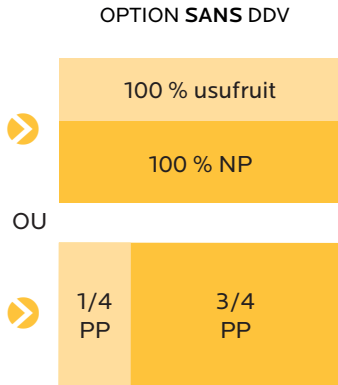 OPTION SANS DDV
100 % usufruit
100 % NP
OU
1/4
PP
3/4
PP